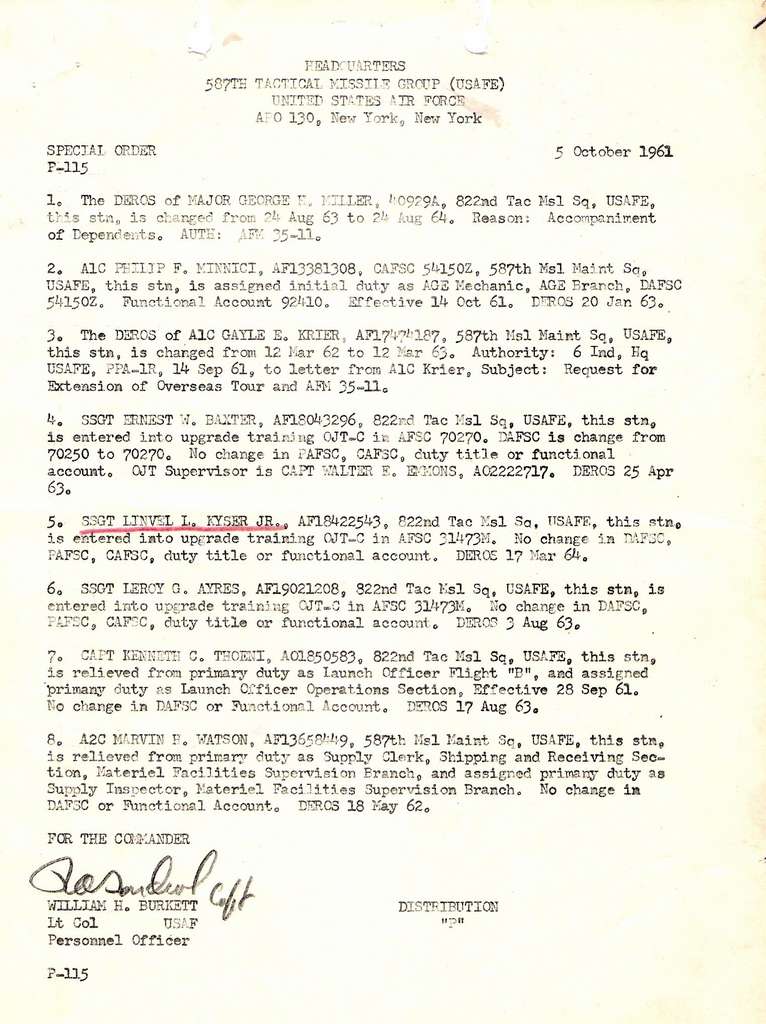 HEADQUARTERS
587TH TACTICAL MISSILE GROUP (USAFE)
UNITED STATES AIR FORCE
APO 130, New York, New York
SPECIAL ORDER 5 October 1961
P-115
1. The DEROS of MAJOR GEORGE H. MILLER, 40929A, 822nd Tac Msl Sq, USAFE,
this stn, is changed from 24 Aug 63 to 24 Aug 64. Reason: Accompaniment
of Dependents. AUTH: AFM 35-11.
2. A1C PHILIP F. MINNICI, AF13381308, CAFSC 54150Z, 587th Msl Maint Sq,
USAFE, this stn, is assigned initial duty as AGE Mechanic, AGE Branch, DAFSC
54150Z. Functional Account 92410. Effective 14 Oct 61. DEROS 20 Jan 63.
3. The DEROS of A1C GAYLE E. KRIER, AF17474187, 587th Msl Maint Sq, USAFE,
this stn, is changed from 12 Mar 62 to 12 Mar 63. Authority: 6 Ind, Hq
USAFE, PPA-1R, 14 Sep 61, to letter from A1C Krier, Subject: Request for
Extension of Overseas Tour and AFM 35-11.
4. SSGT ERNEST W. BAXTER, AF18043296, 822nd Tac Msl Sq, USAFE, this stn,
is entered into upgrade training OJT-C in AFSC 70270. DAFSC is change from
70250 to 70270. No change in PAFSC, CAFSC, duty title or functional
account. OJT Supervisor is CAPT WALTER E. EMMONS, AO2222717. DEROS 25 Apr
63.
5. SSGT LINVEL L. KYSER JR., AF18422543, 822nd Tac Msl Sq, USAFE, this stn,
is entered into upgrade training OJT-C in AFSC 31473M. No change in DAFSC,
PAFSC, CAFSC, duty title or functional account. DEROS 17 Mar 64.
6. SSGT LEROY G. AYRES, AF19021208, 822nd Tac Msl Sq, USAFE, this stn, is
entered into upgrade training OJT-C in AFSC 31473M. No change in DAFSC,
PAFSC, CAFSC, duty title or functional account. DEROS 3 Aug 63.
7. CAPT KENNETH C. THOENI, AO1850583, 822nd Tac Msl Sq, USAFE, this stn,
is relieved from primary duty as Launch Officer Flight "B", and assigned
primary duty as Launch Officer Operations Section, Effective 28 Sep 61.
No change in DAFSC or Functional Account. DEROS 17 Aug 63.
8. A2C MARVIN R. WATSON, AF13658449, 587th Msl Maint Sq, USAFE, this stn,
is relieved from primary duty as Supply Clerk, Shipping and Receiving Sec-
tion, Materiel Facilities Supervision Branch, and assigned primary duty as
Supply Inspector, Materiel Facilities Supervision Branch. No change in
DAFSC or Functional Account. DEROS 18 May 62.
FOR THE COMMANDER
Capt
WILLIAM H. BURKETT DISTRIBUTION
Lt Col USAF "P"
Personnel Officer
P-115